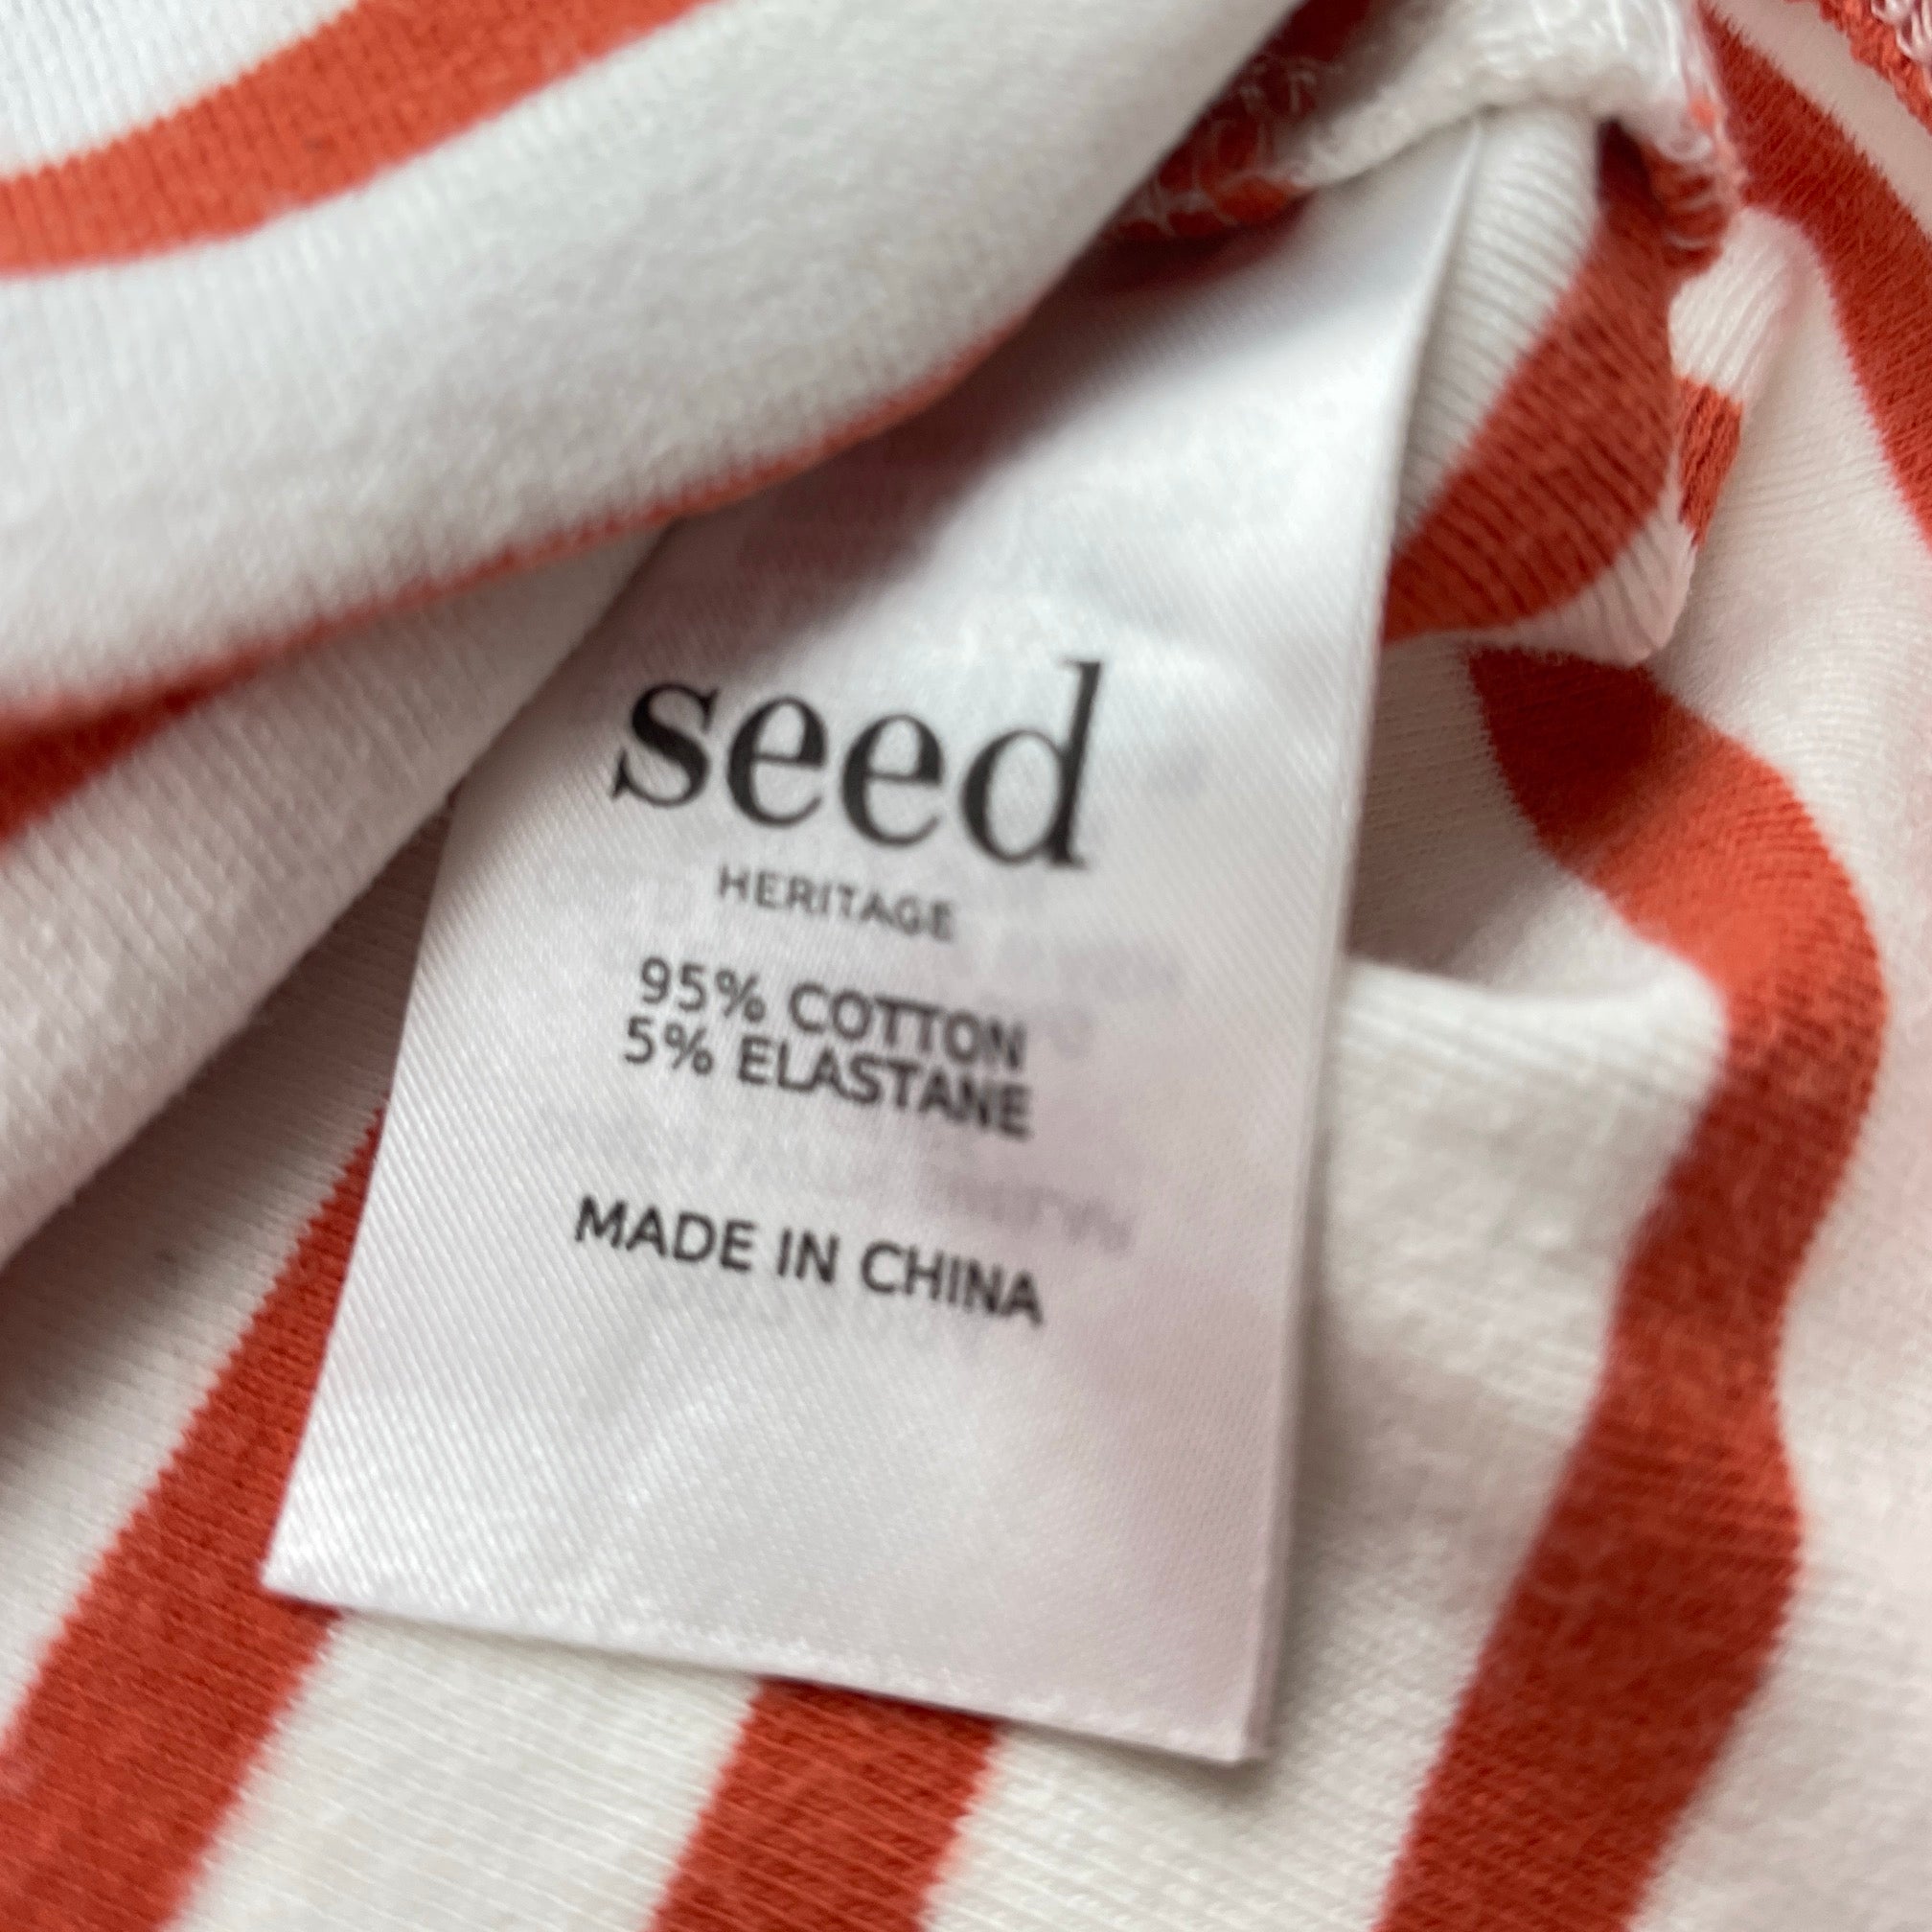 seed
HERITAGE
95% COTTON
5% ELASTANE
MADE IN CHINA